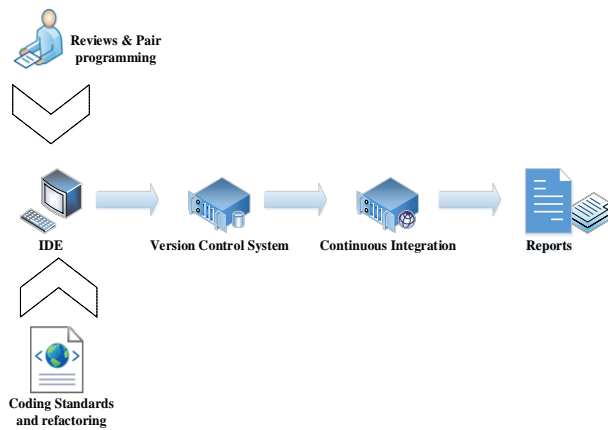 Reviews & Pair
programming
IDE
Version Control System
Continuous Integration
Reports
Coding Standards
and refactoring